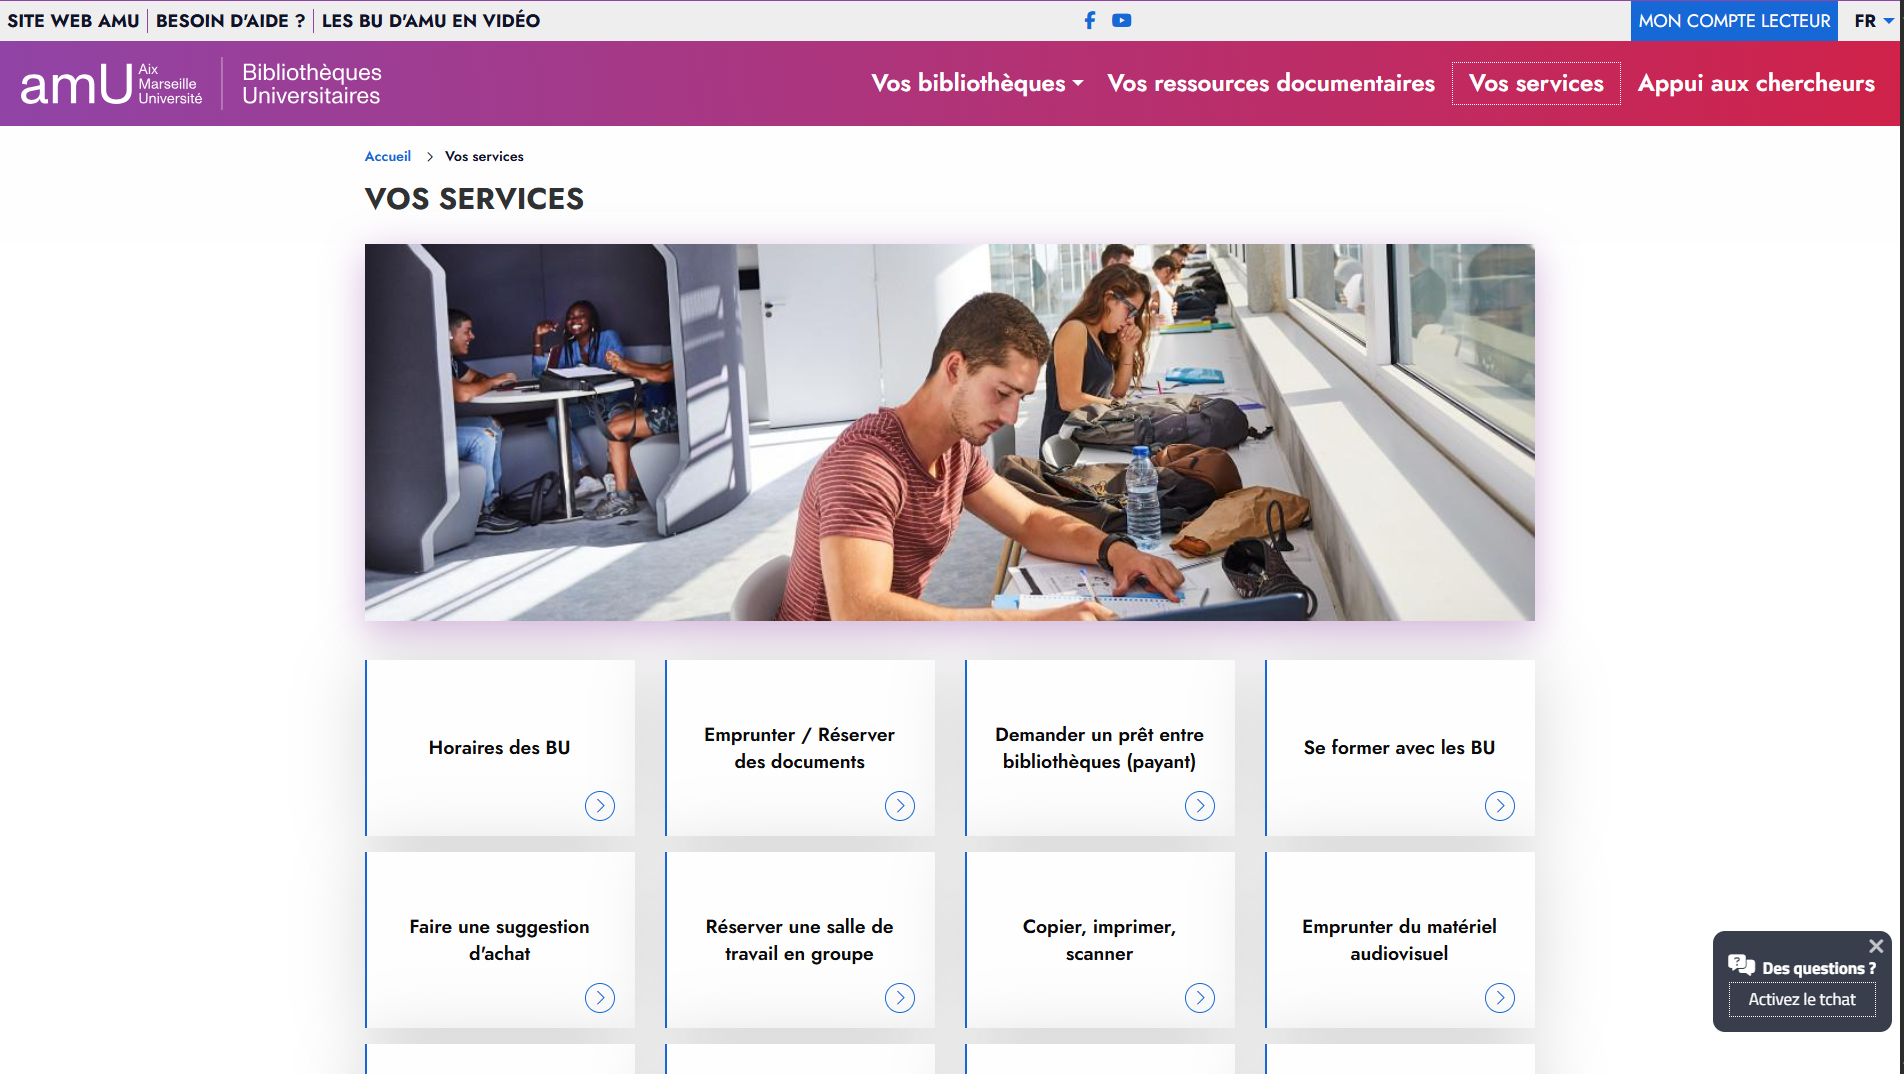 SITE WEB AMU
BESOIN D'AIDE ?
LES BU D'AMU EN VIDÉO
MON COMPTE LECTEUR
FR
amU
Aix
Marseille
Université
Bibliothèques
Universitaires
Vos bibliothèques
Vos ressources documentaires
Vos services
Appui aux chercheurs
Accueil
Vos services
VOS SERVICES
Horaires des BU
Emprunter / Réserver
des documents
Demander un prêt entre
bibliothèques (payant)
Se former avec les BU
Faire une suggestion
d'achat
Réserver une salle de
travail en groupe
Copier, imprimer,
scanner
Emprunter du matériel
audiovisuel
Des questions ?
Activez le tchat